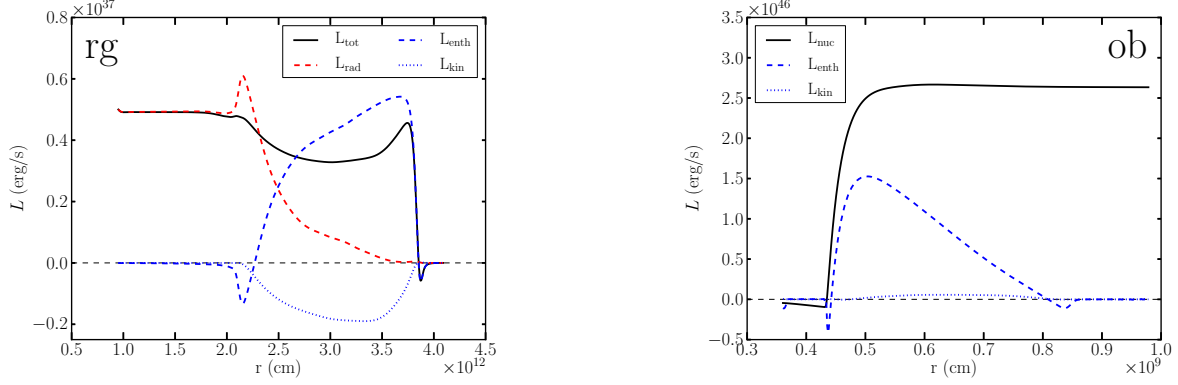 ×10^37
0.8
0.6
0.4
0.2
0.0
−0.2
L (erg/s)
rg
L_tot
L_rad
L_enth
L_kin
0.5 1.0 1.5 2.0 2.5 3.0 3.5 4.0 4.5
r (cm)
×10^12
×10^46
3.5
3.0
2.5
2.0
1.5
1.0
0.5
0.0
−0.5
L (erg/s)
L_nuc
L_enth
L_kin
ob
0.3 0.4 0.5 0.6 0.7 0.8 0.9 1.0
r (cm)
×10^9